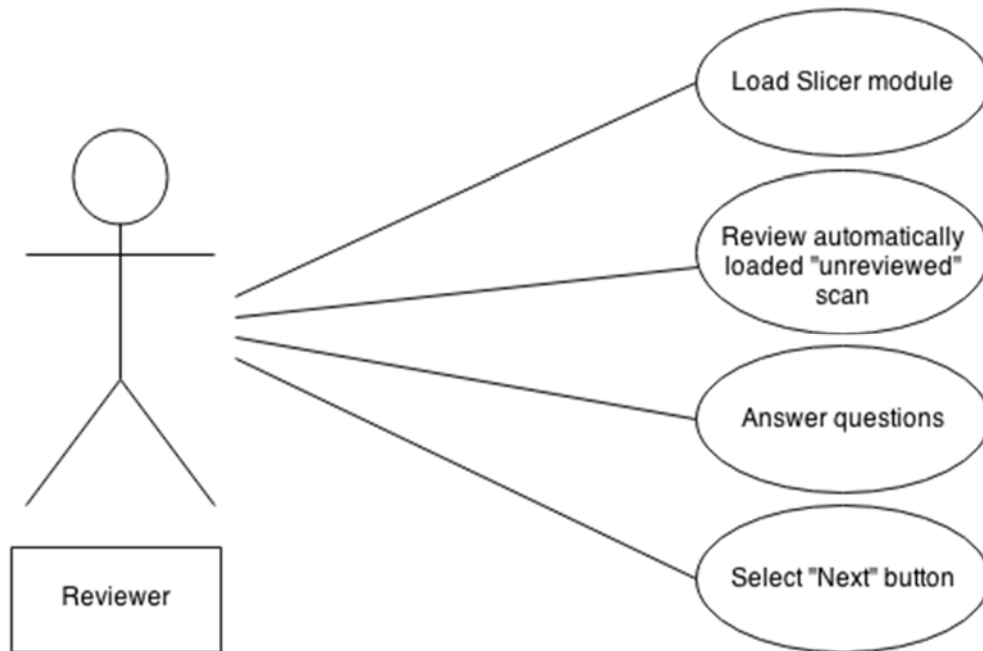 Load Slicer module
Review automatically
loaded "unreviewed"
scan
Answer questions
Select "Next" button
Reviewer